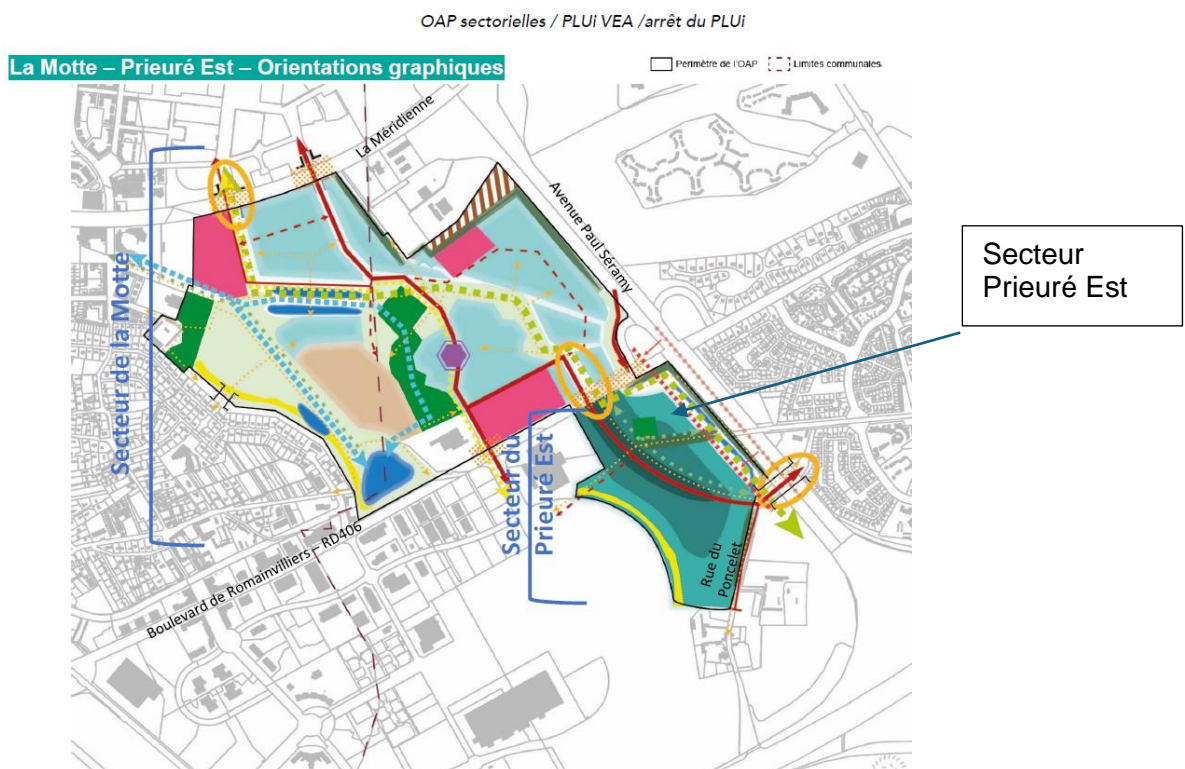 OAP sectorielles / PLUi VEA /arrêt du PLUi
La Motte – Prieuré Est – Orientations graphiques
Périmètre de l'OAP
Limites communales
La Méridienne
Avenue Paul Séramy
Secteur
Prieuré Est
Secteur de la Motte
Secteur du
Prieuré Est
Rue du
Poncelet
Boulevard de Romainvilliers – RD406